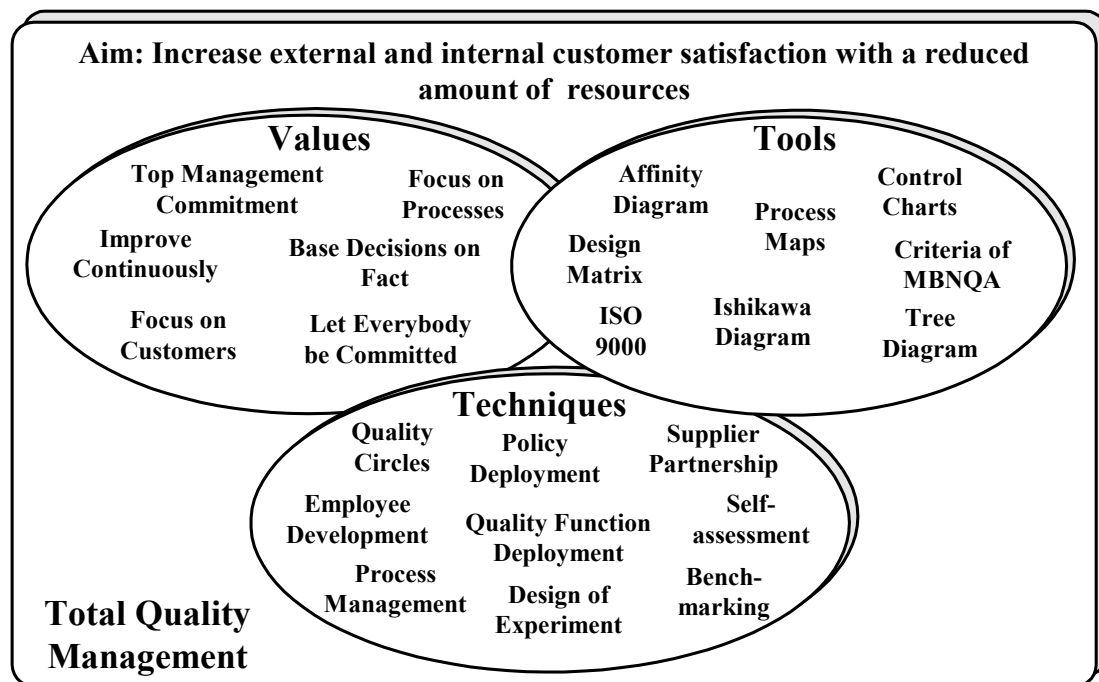 Aim: Increase external and internal customer satisfaction with a reduced
amount of resources
Values
Top Management
Commitment
Focus on
Processes
Improve
Continuously
Base Decisions on
Fact
Focus on
Customers
Let Everybody
be Committed
Tools
Affinity
Diagram
Process
Maps
Control
Charts
Design
Matrix
Criteria of
MBNQA
ISO
9000
Ishikawa
Diagram
Tree
Diagram
Techniques
Quality
Circles
Policy
Deployment
Supplier
Partnership
Employee
Development
Quality Function
Deployment
Self-
assessment
Process
Management
Design of
Experiment
Bench-
marking
Total Quality
Management